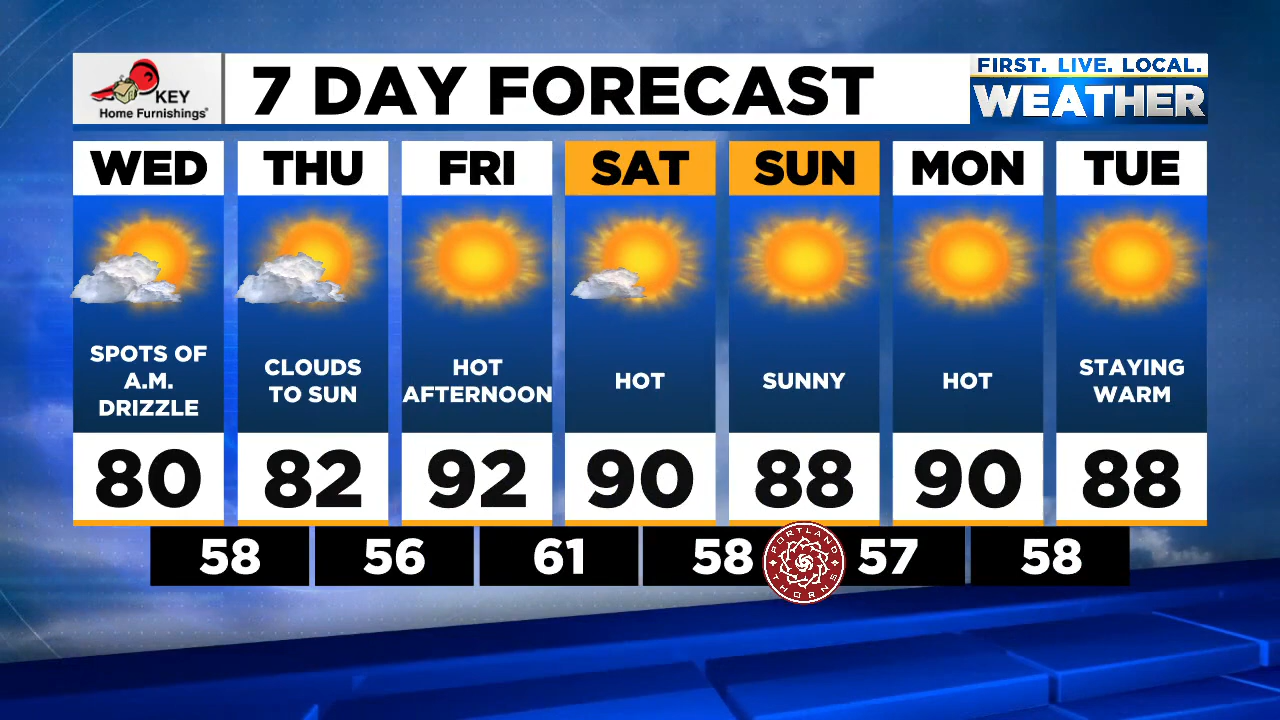 KEY
Home Furnishings
7 DAY FORECAST
FIRST. LIVE. LOCAL.
WEATHER
WED THU FRI SAT SUN MON TUE
SPOTS OF
A.M.
DRIZZLE
CLOUDS
TO SUN
HOT
AFTERNOON
HOT
SUNNY
HOT
STAYING
WARM
80 82 92 90 88 90 88
58 56 61 58 57 58
PORTLAND
THORNS